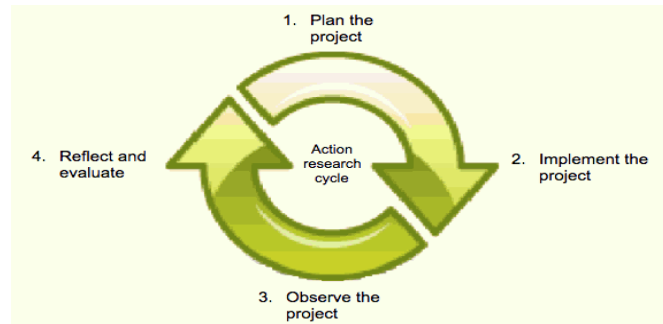 1. Plan the
project
Action
research
cycle
2. Implement the
project
3. Observe the
project
4. Reflect and
evaluate